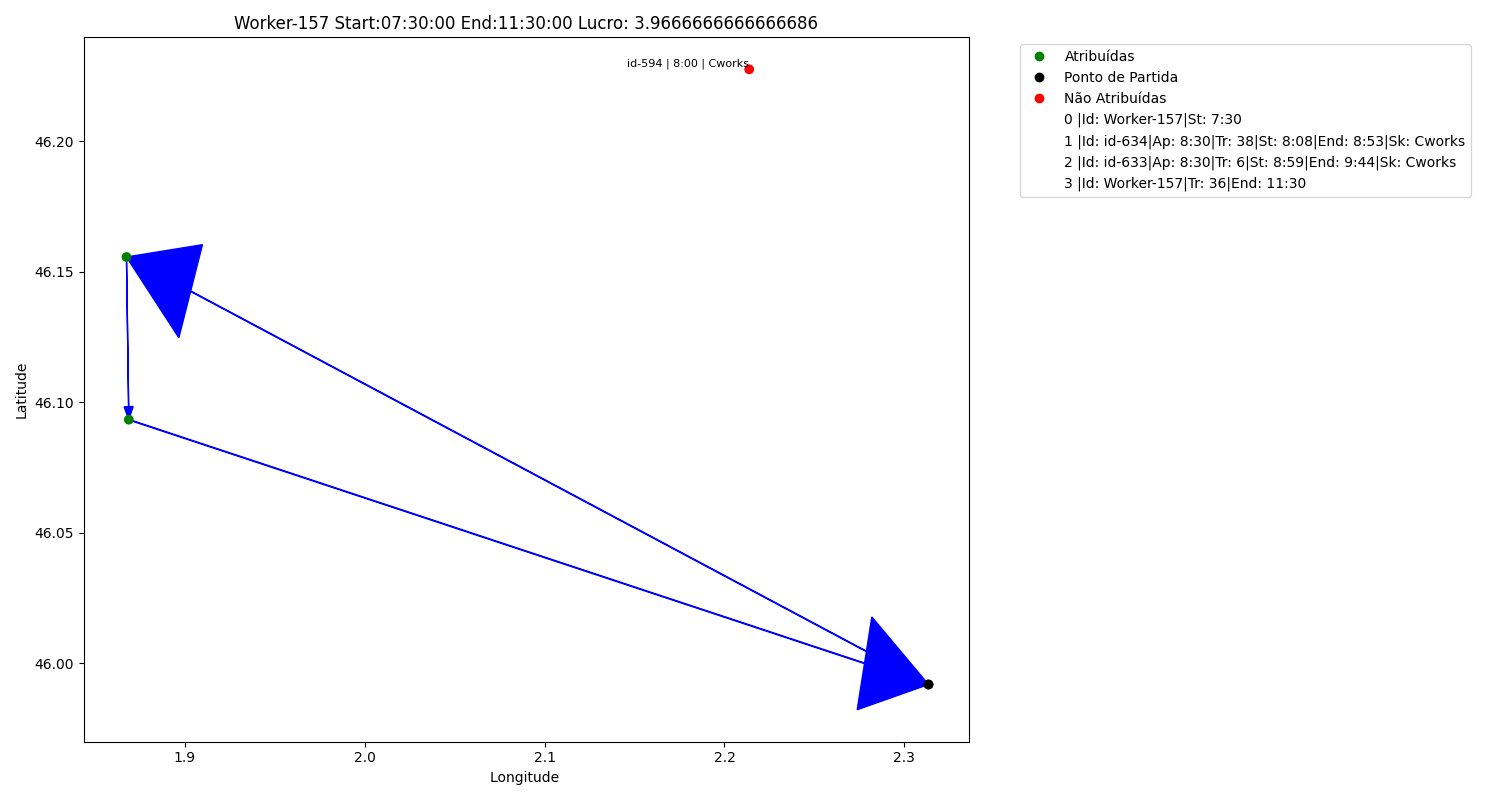 Worker-157 Start:07:30:00 End:11:30:00 Lucro: 3.9666666666666686
id-594 | 8:00 | Cworks
Atribuídas
Ponto de Partida
Não Atribuídas
0 |Id: Worker-157|St: 7:30
1 |Id: id-634|Ap: 8:30|Tr: 38|St: 8:08|End: 8:53|Sk: Cworks
2 |Id: id-633|Ap: 8:30|Tr: 6|St: 8:59|End: 9:44|Sk: Cworks
3 |Id: Worker-157|Tr: 36|End: 11:30
46.20
46.15
46.10
46.05
46.00
Latitude
1.9 2.0 2.1 2.2 2.3
Longitude